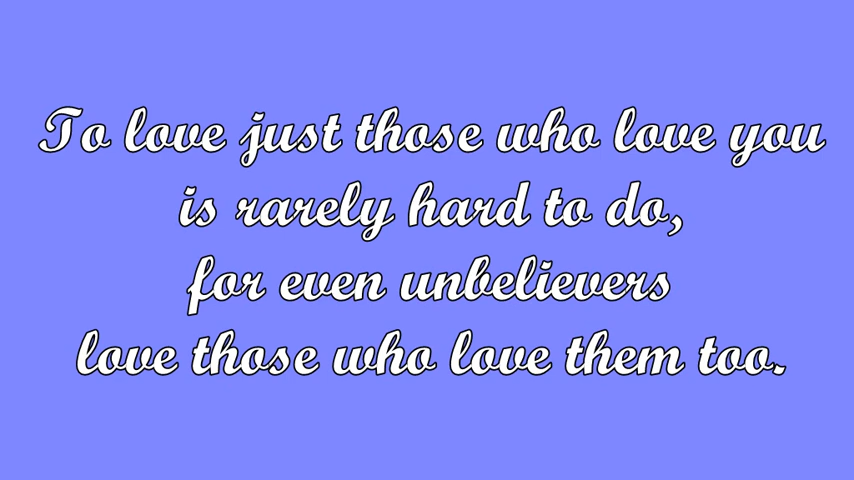 To love just those who love you
is rarely hard to do,
for even unbelievers
love those who love them too.